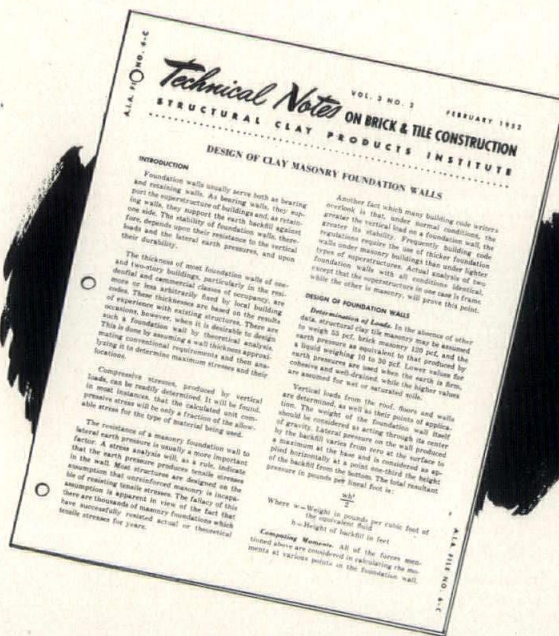 A.I.A. FILE NO. 6-C
Technical Notes
VOL. 3 NO. 2
FEBRUARY 1952
ON BRICK & TILE CONSTRUCTION
STRUCTURAL CLAY PRODUCTS INSTITUTE
DESIGN OF CLAY MASONRY FOUNDATION WALLS
INTRODUCTION
Foundation walls usually serve both as bearing
and retaining walls. As bearing walls, they sup-
port the superstructure of buildings and, as retain-
ing walls, they support the earth backfill against
one side. The stability of foundation walls, there-
fore, depends upon their resistance to the vertical
loads and the lateral earth pressures, and upon
their durability.
The thickness of most foundation walls of one-
and two-story buildings, particularly in the resi-
dential and commercial classes of occupancy, are
more or less arbitrarily fixed by local building
codes. These thicknesses are based on the results
of experience with existing structures. There are
occasions, however, when it is desirable to design
such a foundation wall by theoretical analysis.
This is done by assuming a wall thickness approxi-
mating conventional requirements and then ana-
lyzing it to determine maximum stresses and their
locations.
Compressive stresses, produced by vertical
loads, can be readily determined. It will be found,
in most instances, that the calculated unit com-
pressive stress will be only a fraction of the allow-
able stress for the type of material being used.
The resistance of a masonry foundation wall to
lateral earth pressure is usually a more important
factor. A stress analysis will, as a rule, indicate
that the earth pressure produces tensile stresses
in the wall. Most structures are designed on the
assumption that unreinforced masonry is incapa-
ble of resisting tensile stresses. The fallacy of this
assumption is apparent in view of the fact that
there are thousands of masonry foundations which
have successfully resisted actual or theoretical
tensile stresses for years.
Another fact which many building code writers
overlook is that, under normal conditions, the
greater the vertical load on a foundation wall, the
greater its stability. Frequently building code
regulations require the use of thicker foundation
walls under masonry buildings than under lighter
types of superstructures. Actual analysis of two
foundation walls with all conditions identical,
except that the superstructure in one case is frame
while the other is masonry, will prove this point.
DESIGN OF FOUNDATION WALLS
Determination of Loads. In the absence of other
data, structural clay tile masonry may be assumed
to weigh 55 pcf, brick masonry 120 pcf, and the
earth pressure as equivalent to that produced by
a liquid weighing 10 to 30 pcf. Lower values for
earth pressures are used when the earth is firm,
cohesive and well-drained, while the higher values
are assumed for wet or saturated soils.
Vertical loads from the roof, floors and walls
are determined, as well as their points of applica-
tion. The weight of the foundation wall itself
should be considered as acting through its center
of gravity. Lateral pressure on the wall produced
by the backfill varies from zero at the surface to
a maximum at the base and is considered as ap-
plied horizontally at a point one-third the height
of the backfill from the bottom. The total resultant
pressure in pounds per lineal foot is:
wh²
2
Where w=Weight in pounds per cubic foot of
the equivalent fluid
h=Height of backfill in feet
Computing Moments. All of the forces men-
tioned above are considered in calculating the mo-
ments at various points in the foundation wall.
A.I.A. FILE NO. 6-C